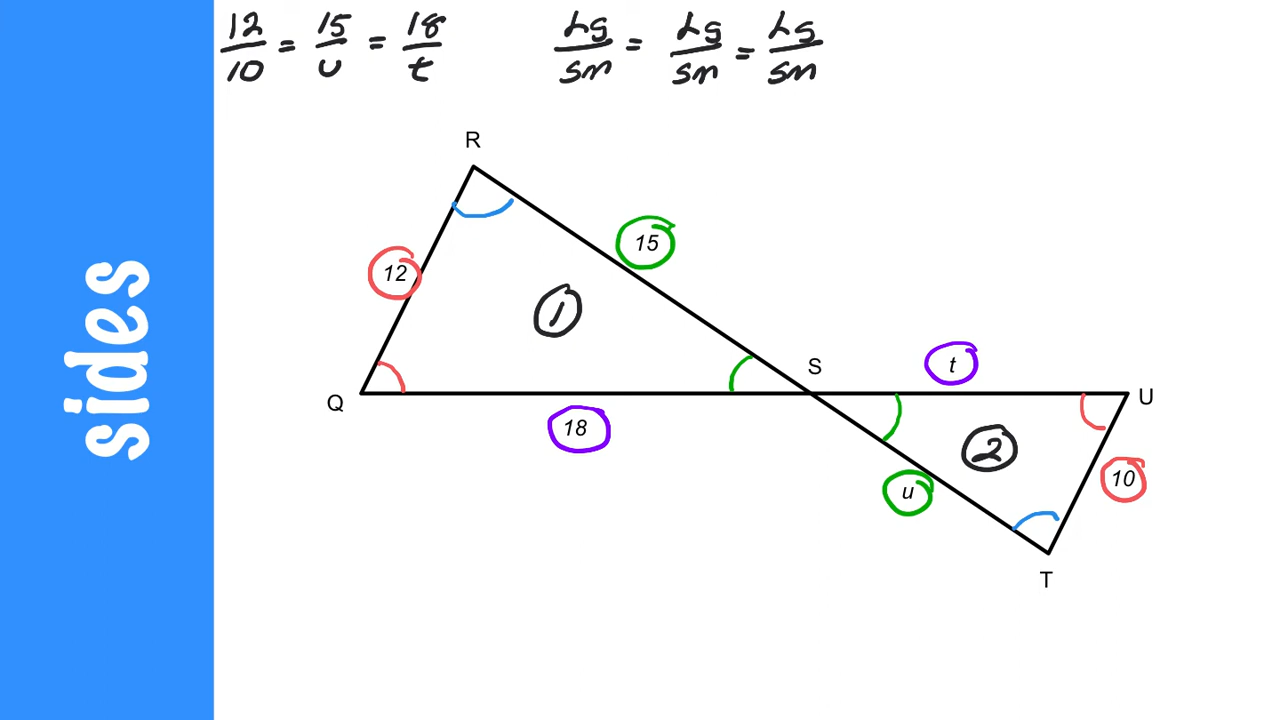 12/10 = 15/u = 18/t
Lg/sm = Lg/sm = Lg/sm
sides
R
15
12
1
S
t
Q
U
18
2
10
u
T